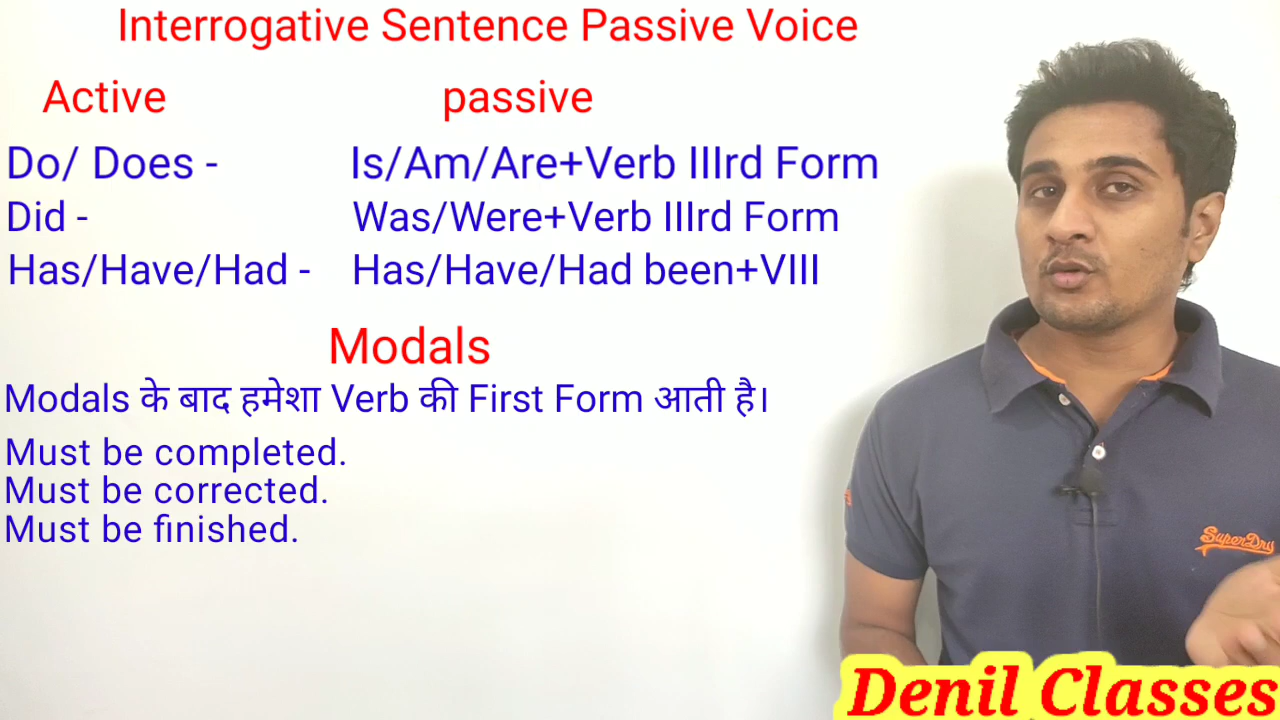 Interrogative Sentence Passive Voice
Active passive
Do/ Does - Is/Am/Are+Verb IIIrd Form
Did - Was/Were+Verb IIIrd Form
Has/Have/Had - Has/Have/Had been+VIII
Modals
Modals के बाद हमेशा Verb की First Form आती है।
Must be completed.
Must be corrected.
Must be finished.
SuperDry
Denil Classes